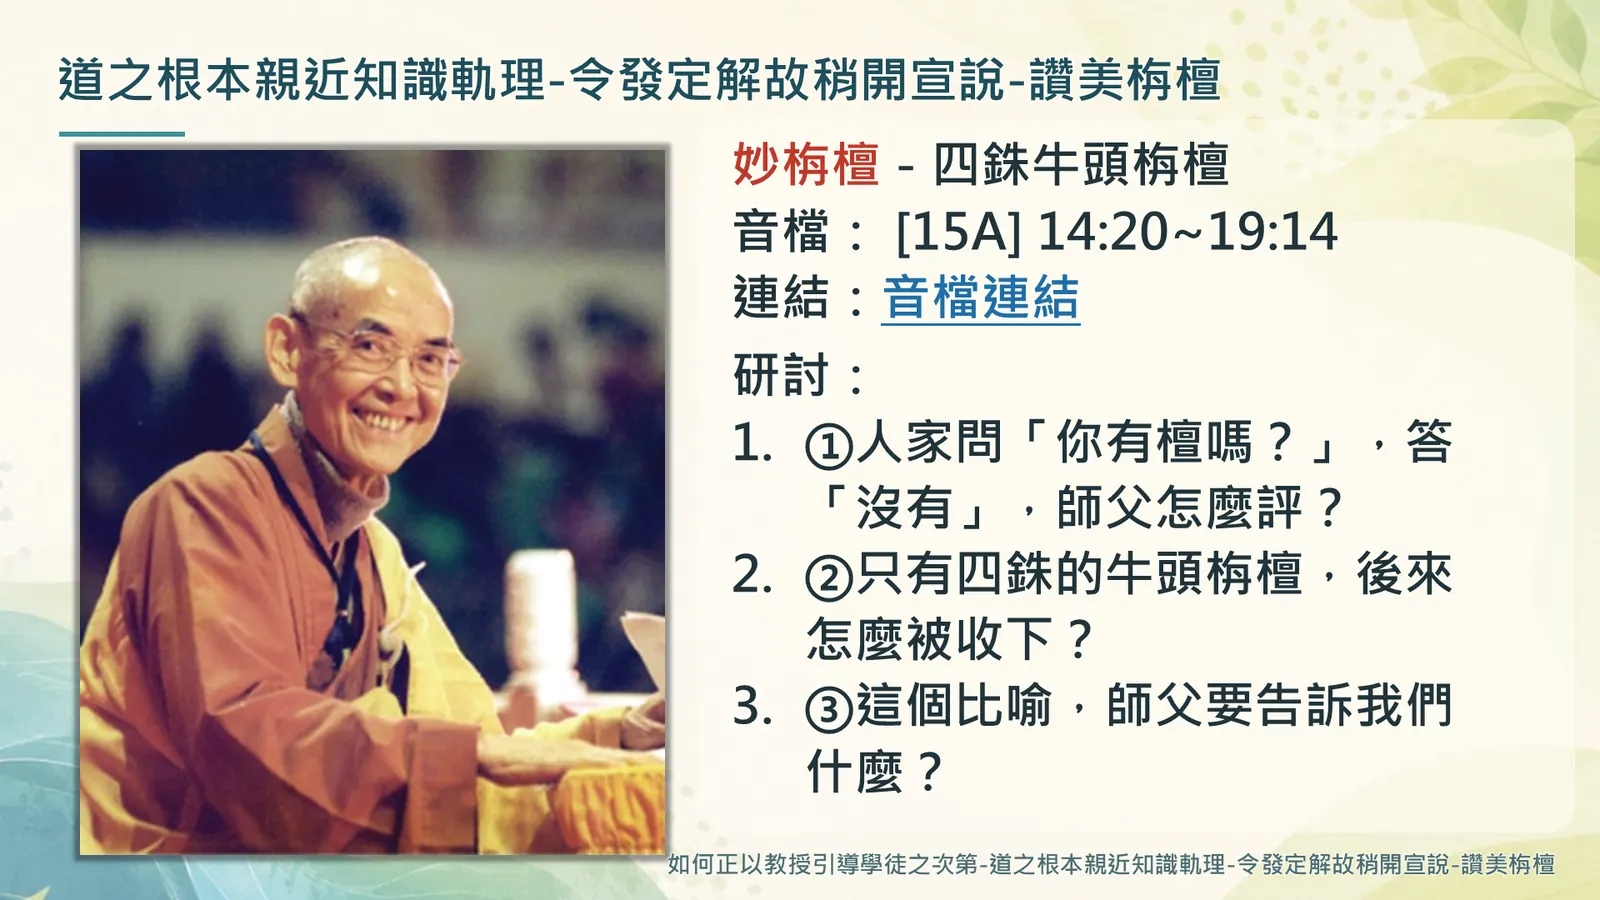 道之根本親近知識軌理-令發定解故稍開宣說-讚美栴檀
妙栴檀 - 四銖牛頭栴檀
音檔： [15A] 14:20~19:14
連結：音檔連結
研討：
1. ①人家問「你有檀嗎？」，答
「沒有」，師父怎麼評？
2. ②只有四銖的牛頭栴檀，後來
怎麼被收下？
3. ③這個比喻，師父要告訴我們
什麼？
如何正以教授引導學徒之次第-道之根本親近知識軌理-令發定解故稍開宣說-讚美栴檀